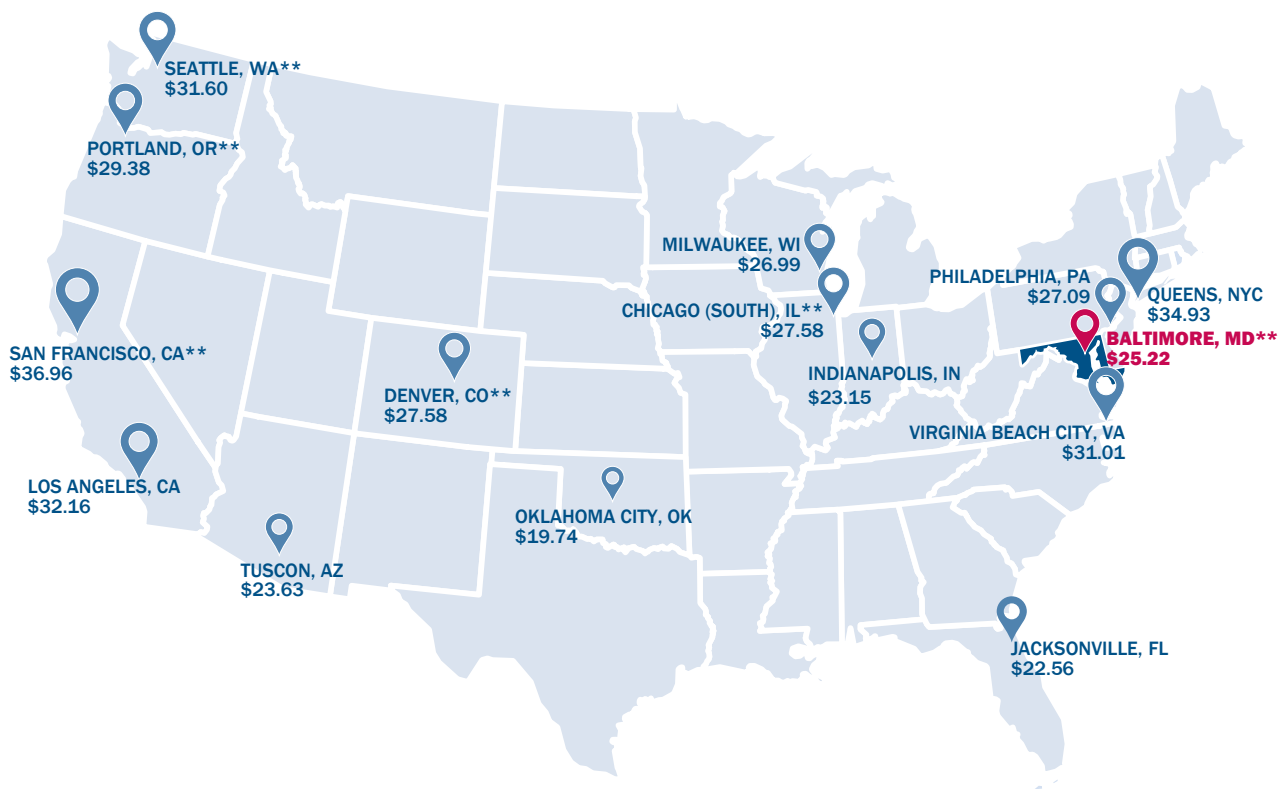 SEATTLE, WA**
$31.60
PORTLAND, OR**
$29.38
MILWAUKEE, WI
$26.99
PHILADELPHIA, PA
$27.09
QUEENS, NYC
$34.93
CHICAGO (SOUTH), IL**
$27.58
BALTIMORE, MD**
$25.22
SAN FRANCISCO, CA**
$36.96
INDIANAPOLIS, IN
$23.15
DENVER, CO**
$27.58
VIRGINIA BEACH CITY, VA
$31.01
LOS ANGELES, CA
$32.16
OKLAHOMA CITY, OK
$19.74
TUSCON, AZ
$23.63
JACKSONVILLE, FL
$22.56